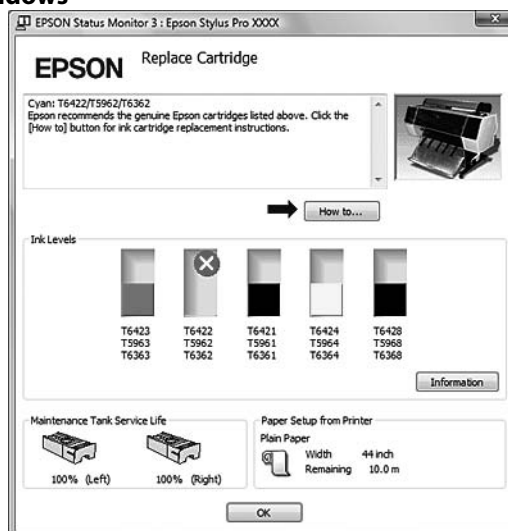 EPSON Status Monitor 3 : Epson Stylus Pro XXXX
EPSON
Replace Cartridge
Cyan: T6422/T5962/T6362
Epson recommends the genuine Epson cartridges listed above. Click the
[How to] button for ink cartridge replacement instructions.
How to...
Ink Levels
T6423 T6422 T6421 T6424 T6428
T5963 T5962 T5961 T5964 T5968
T6363 T6362 T6361 T6364 T6368
Information
Maintenance Tank Service Life
100% (Left) 100% (Right)
Paper Setup from Printer
Plain Paper
Width 44 inch
Remaining 10.0 m
OK